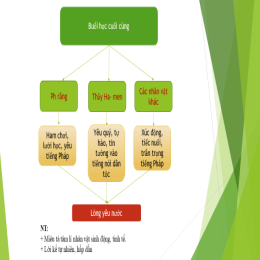 Buổi học cuối cùng
Ph răng
Thầy Ha- men
Các nhân vật
khác
Ham chơi,
lười học, yêu
tiếng Pháp
Yêu quý, tự
hào, tin
tưởng vào
tiếng nói dân
tộc
Xúc động,
tiếc nuối,
trân trọng
tiếng Pháp
Lòng yêu nước
NT:
+ Miêu tả tâm lí nhân vật sinh động, tinh tế.
+ Lời kể tự nhiên, hấp dẫn